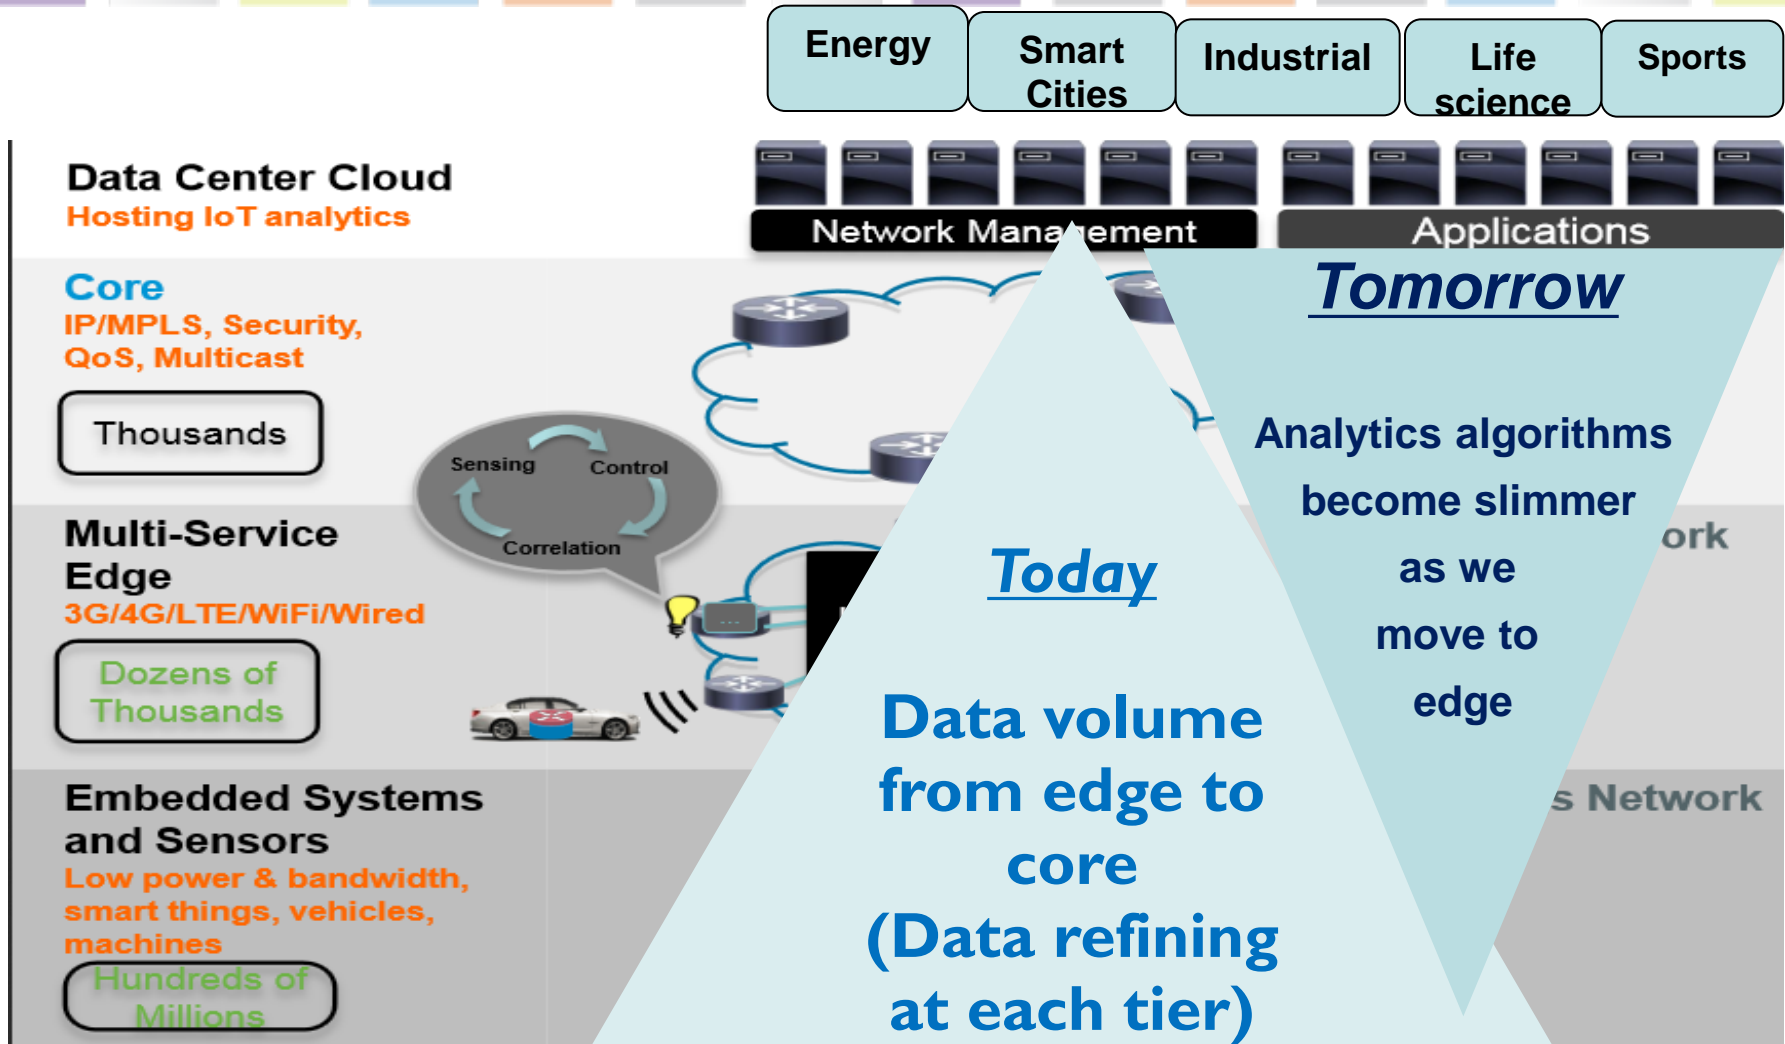 Energy
Smart
Cities
Industrial
Life
science
Sports
Data Center Cloud
Hosting IoT analytics
Network Management
Applications
Core
IP/MPLS, Security,
QoS, Multicast
Thousands
Sensing
Control
Correlation
Tomorrow
Analytics algorithms
become slimmer
as we
move to
edge
Multi-Service
Edge
3G/4G/LTE/WiFi/Wired
Dozens of
Thousands
...
Today
Data volume
from edge to
core
(Data refining
at each tier)
Embedded Systems
and Sensors
Low power & bandwidth,
smart things, vehicles,
machines
Hundreds of
Millions
Network